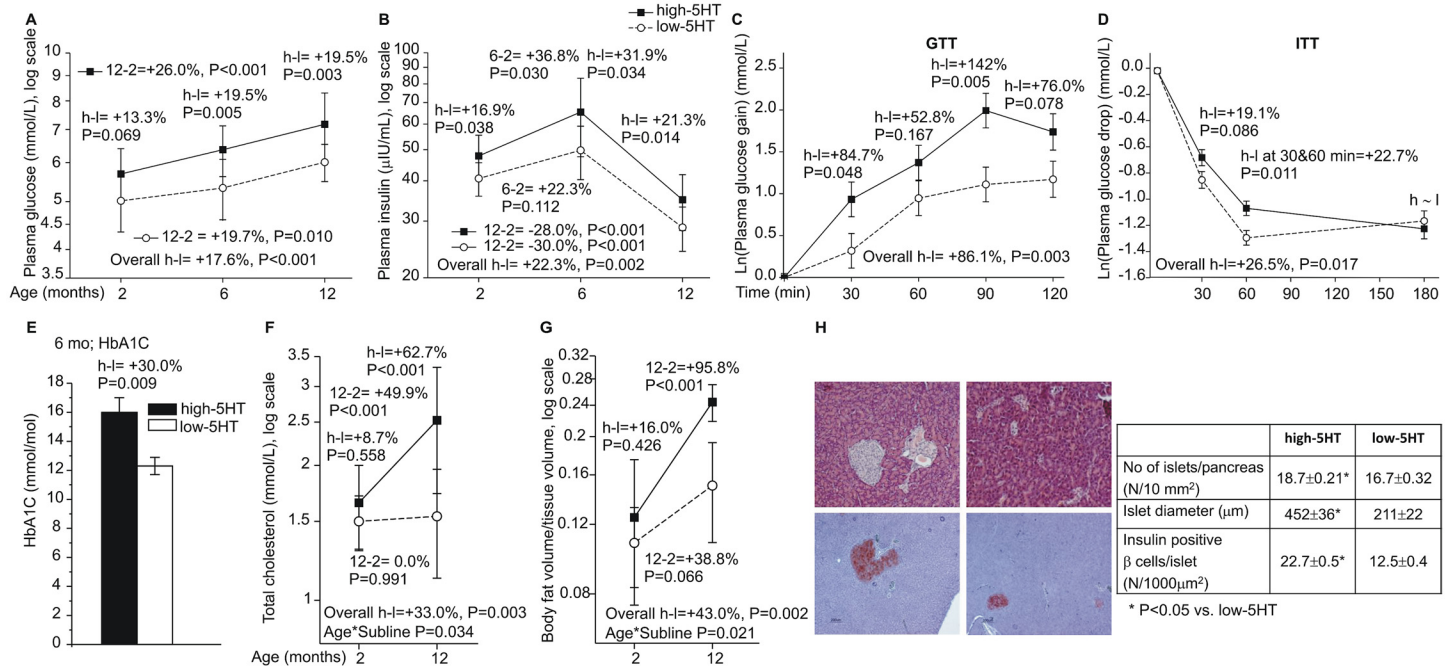 high-5HT
low-5HT
A
Plasma glucose (mmol/L), log scale
10
9
8
7
6
5
4.5
4
3.5
12-2=+26.0%, P<0.001
h-l= +13.3%
P=0.069
h-l= +19.5%
P=0.005
h-l= +19.5%
P=0.003
12-2 = +19.7%, P=0.010
Overall h-l= +17.6%, P<0.001
Age (months)
2
6
12
B
Plasma insulin (μIU/mL), log scale
100
90
80
70
60
50
40
30
20
h-l= +16.9%
P=0.038
6-2= +36.8%
P=0.030
h-l=+31.9%
P=0.034
h-l= +21.3%
P=0.014
6-2= +22.3%
P=0.112
12-2= -28.0%, P<0.001
12-2= -30.0%, P<0.001
Overall h-l= +22.3%, P=0.002
2
6
12
C
GTT
Ln(Plasma glucose gain) (mmol/L)
2.5
2.0
1.5
1.0
0.5
0.0
h-l=+84.7%
P=0.048
h-l=+52.8%
P=0.167
h-l=+142%
P=0.005
h-l=+76.0%
P=0.078
Overall h-l= +86.1%, P=0.003
Time (min)
30
60
90
120
D
ITT
Ln(Plasma glucose drop) (mmol/L)
0.0
-0.2
-0.4
-0.6
-0.8
-1.0
-1.2
-1.4
-1.6
h-l=+19.1%
P=0.086
h-l at 30&60 min=+22.7%
P=0.011
h ~ l
Overall h-l=+26.5%, P=0.017
30
60
90
120
150
180
E
6 mo; HbA1C
h-l= +30.0%
P=0.009
HbA1C (mmol/mol)
18
16
14
12
10
8
6
4
2
0
high-5HT
low-5HT
F
Total cholesterol (mmol/L), log scale
3.5
3
2.5
2
1.5
1
h-l=+62.7%
P<0.001
12-2= +49.9%
P<0.001
h-l=+8.7%
P=0.558
12-2= 0.0%
P=0.991
Overall h-l=+33.0%, P=0.003
Age*Subline P=0.034
Age (months)
2
12
G
Body fat volume/tissue volume, log scale
0.32
0.28
0.24
0.2
0.16
0.12
0.08
12-2=+95.8%
P<0.001
h-l=+16.0%
P=0.426
12-2=+38.8%
P=0.066
Overall h-l=+43.0%, P=0.002
Age*Subline P=0.021
2
12
H
high-5HT
low-5HT
No of islets/pancreas
(N/10 mm²)
18.7±0.21*
16.7±0.32
Islet diameter (μm)
452±36*
211±22
Insulin positive
β cells/islet
(N/1000μm²)
22.7±0.5*
12.5±0.4
* P<0.05 vs. low-5HT